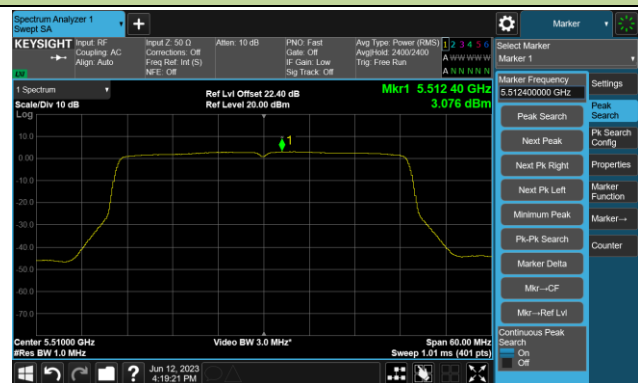 Spectrum Analyzer 1
Swept SA
Marker
KEYSIGHT
Input: RF
Coupling: AC
Align: Auto
Input Z: 50 Ω
Corrections: Off
Freq Ref: Int (S)
NFE: Off
Atten: 10 dB
PNO: Fast
Gate: Off
IF Gain: Low
Sig Track: Off
Avg Type: Power (RMS)
Avg|Hold: 2400/2400
Trig: Free Run
1 2 3 4 5 6
A W W W W W
A N N N N N
LXI
Select Marker
Marker 1
1 Spectrum
Scale/Div 10 dB
Log
Ref Lvl Offset 22.40 dB
Ref Level 20.00 dBm
Mkr1 5.512 40 GHz
3.076 dBm
1
10.0
0.00
-10.0
-20.0
-30.0
-40.0
-50.0
-60.0
-70.0
Center 5.51000 GHz
#Res BW 1.0 MHz
Video BW 3.0 MHz*
Span 60.00 MHz
Sweep 1.01 ms (401 pts)
Marker Frequency
5.512400000 GHz
Peak Search
Next Peak
Next Pk Right
Next Pk Left
Minimum Peak
Pk-Pk Search
Marker Delta
Mkr→CF
Mkr→Ref Lvl
Continuous Peak
Search
On
Off
Settings
Peak
Search
Pk Search
Config
Properties
Marker
Function
Marker→
Counter
Jun 12, 2023
4:19:21 PM